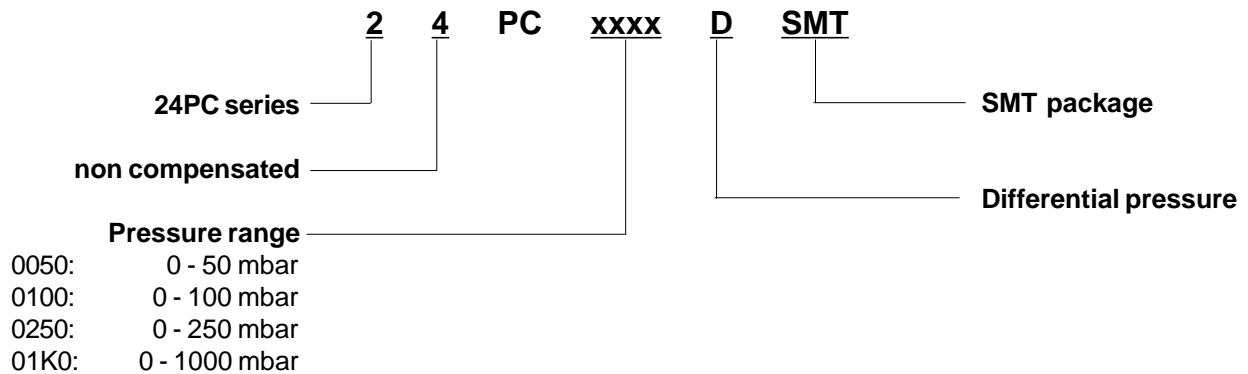 2 4 PC xxxx D SMT
24PC series
SMT package
non compensated
Differential pressure
Pressure range
0050: 0 - 50 mbar
0100: 0 - 100 mbar
0250: 0 - 250 mbar
01K0: 0 - 1000 mbar